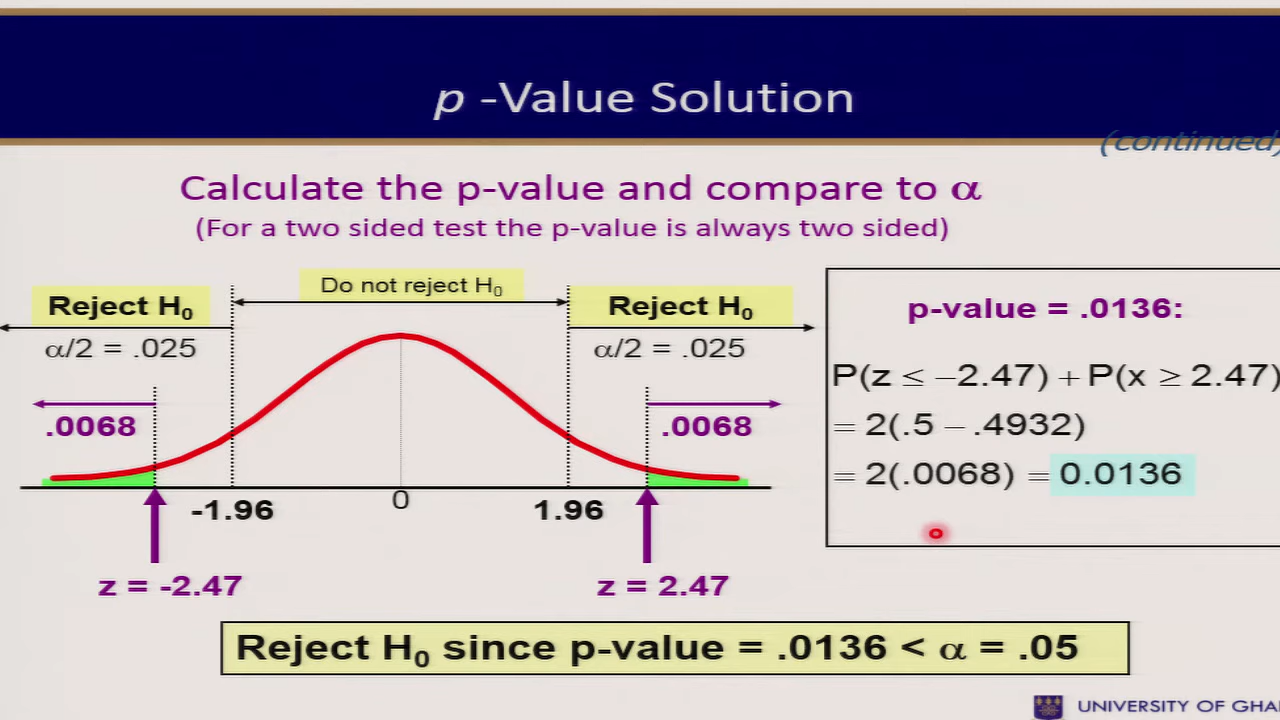 p -Value Solution
(continued)
Calculate the p-value and compare to α
(For a two sided test the p-value is always two sided)
Do not reject H₀
Reject H₀
Reject H₀
α/2 = .025
α/2 = .025
.0068
.0068
-1.96
0
1.96
z = -2.47
z = 2.47
p-value = .0136:
P(z ≤ −2.47) + P(x ≥ 2.47)
= 2(.5 − .4932)
= 2(.0068) = 0.0136
Reject H₀ since p-value = .0136 < α = .05
UNIVERSITY OF